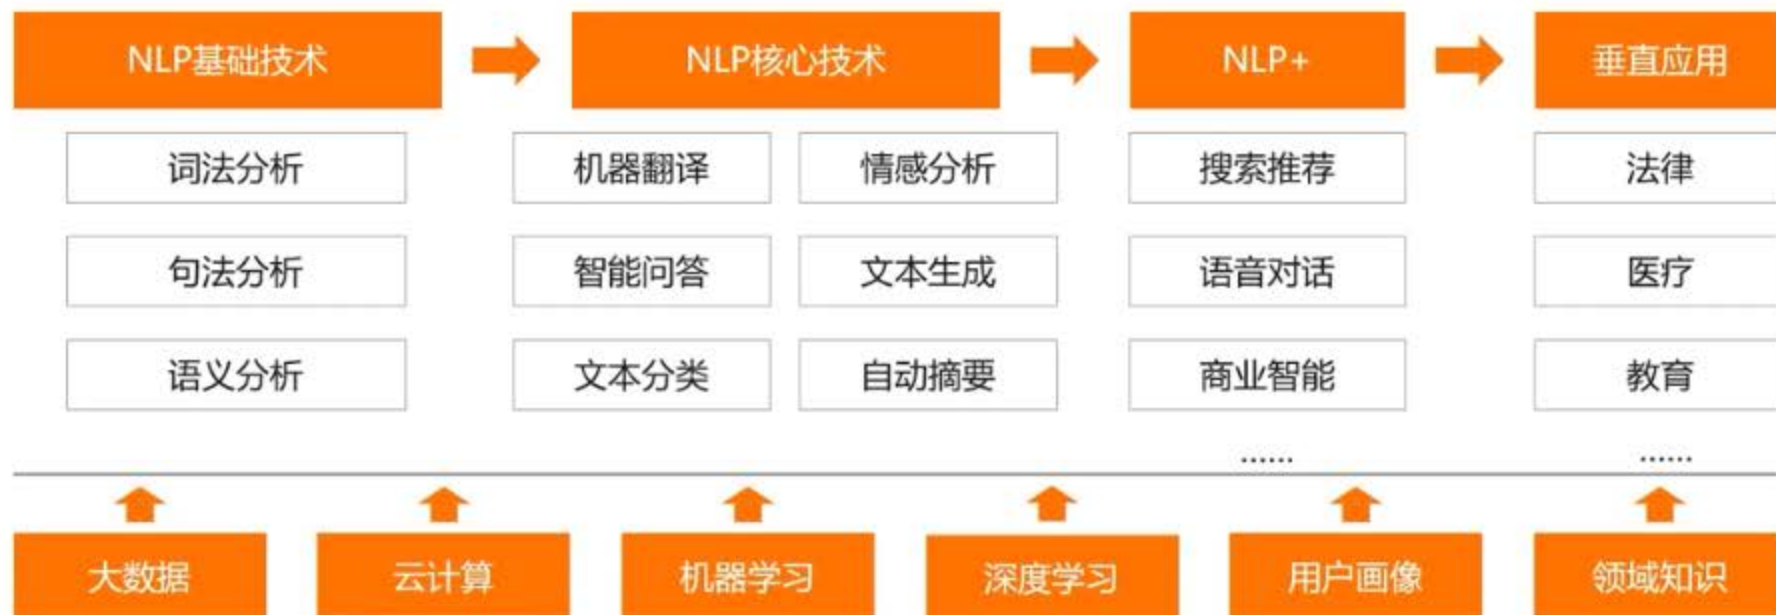 NLP基础技术
NLP核心技术
NLP+
垂直应用
词法分析
机器翻译
情感分析
搜索推荐
法律
句法分析
智能问答
文本生成
语音对话
医疗
语义分析
文本分类
自动摘要
商业智能
教育
......
......
大数据
云计算
机器学习
深度学习
用户画像
领域知识